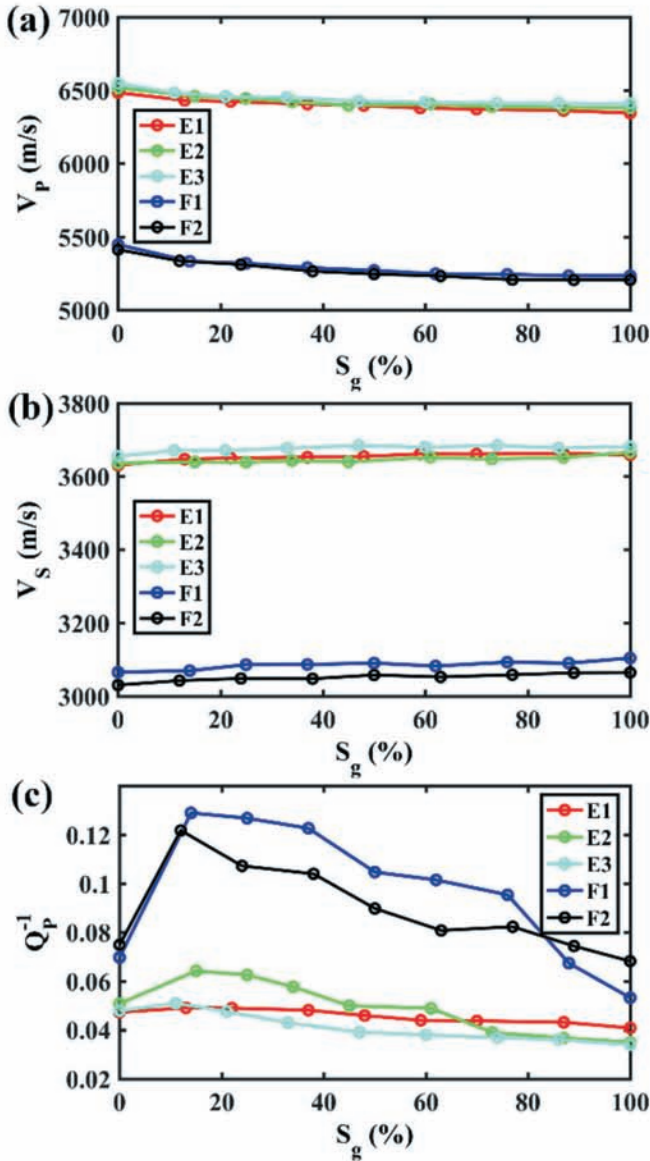 (a)
7000
6500
6000
5500
5000
V_P (m/s)
E1
E2
E3
F1
F2
0 20 40 60 80 100
S_g (%)
(b)
3800
3600
3400
3200
3000
V_S (m/s)
E1
E2
E3
F1
F2
0 20 40 60 80 100
S_g (%)
(c)
0.12
0.1
0.08
0.06
0.04
0.02
Q_P^-1
E1
E2
E3
F1
F2
0 20 40 60 80 100
S_g (%)